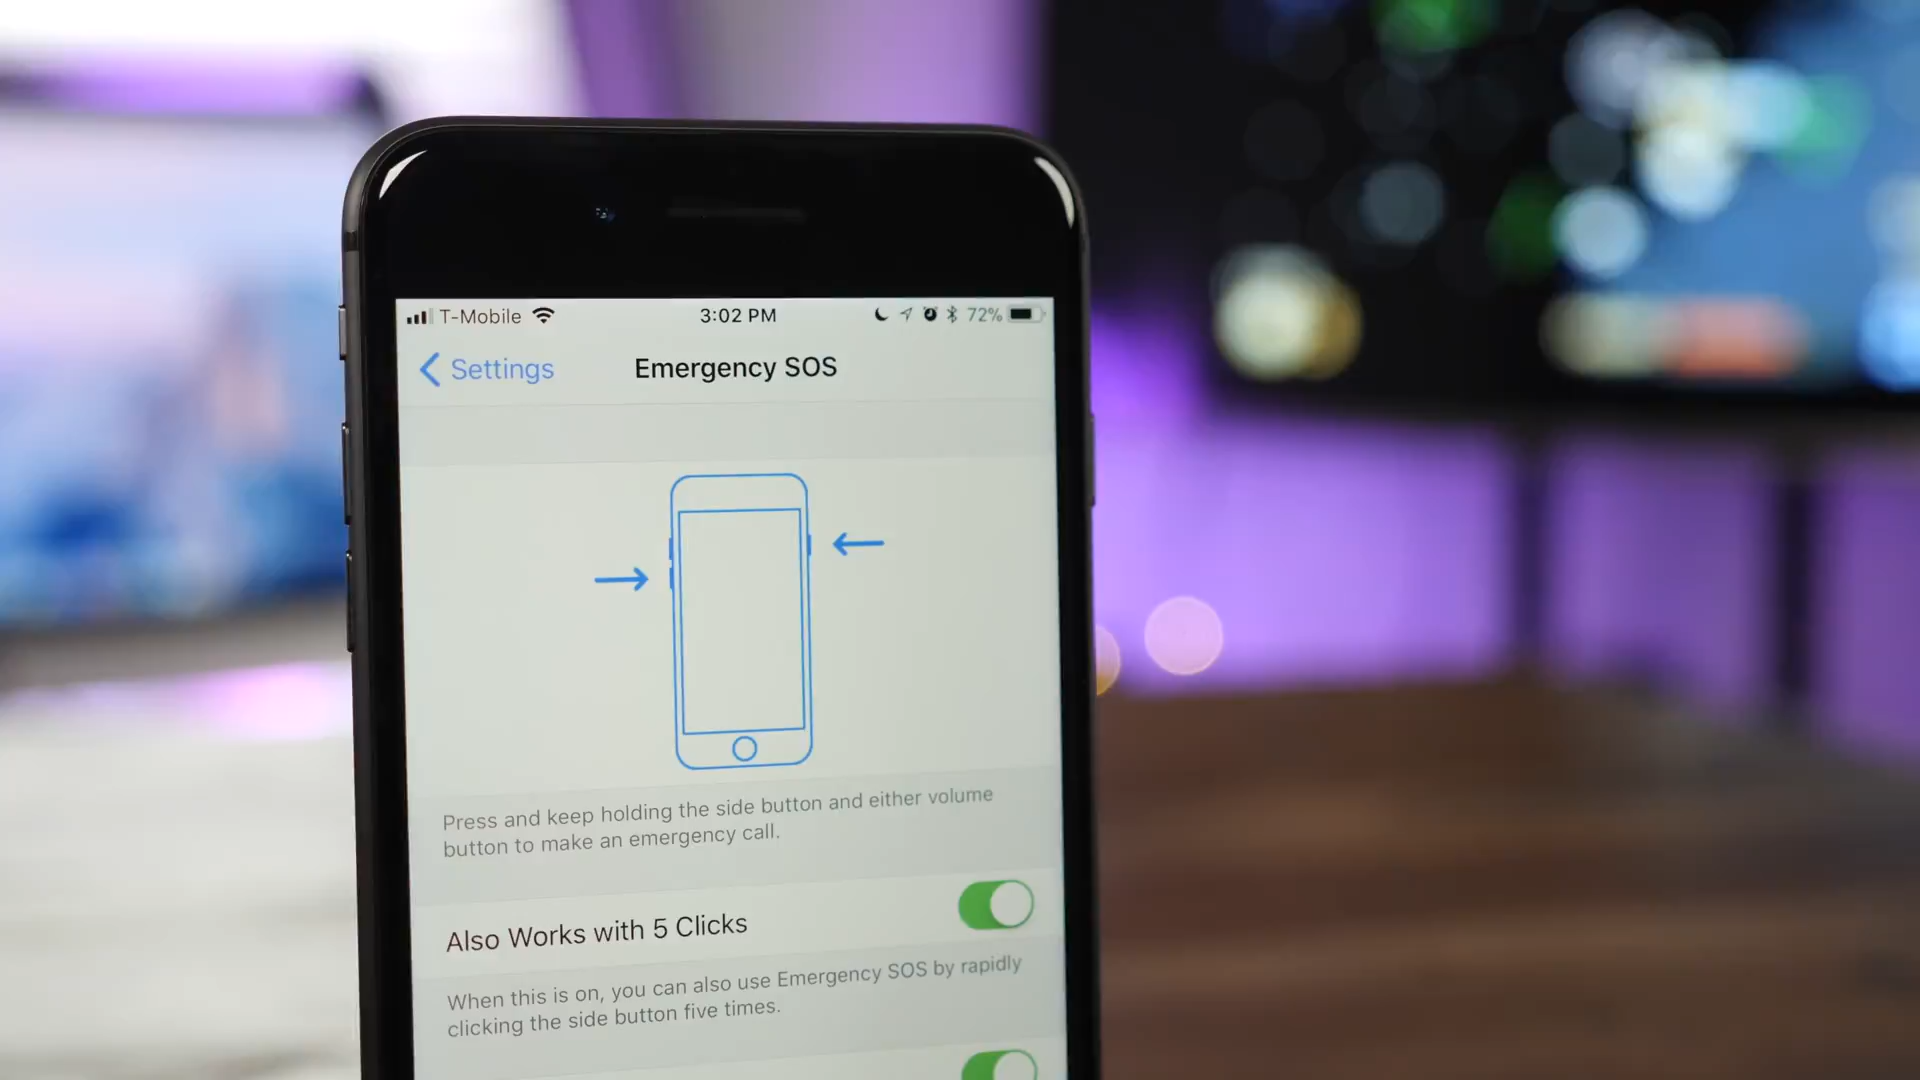 T-Mobile 3:02 PM 72%
Settings Emergency SOS
Press and keep holding the side button and either volume
button to make an emergency call.
Also Works with 5 Clicks
When this is on, you can also use Emergency SOS by rapidly
clicking the side button five times.